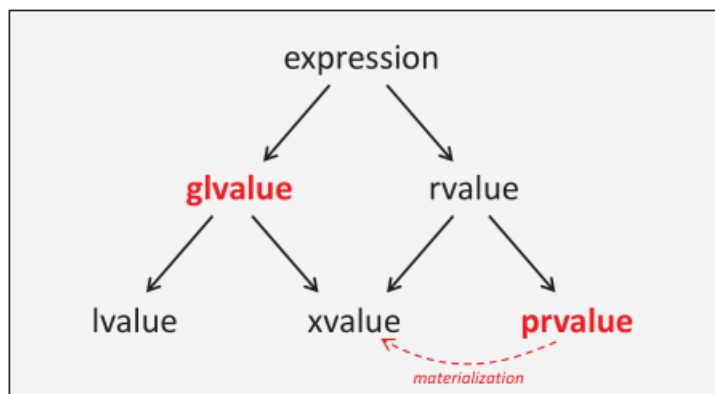 expression
glvalue rvalue
lvalue xvalue prvalue
materialization